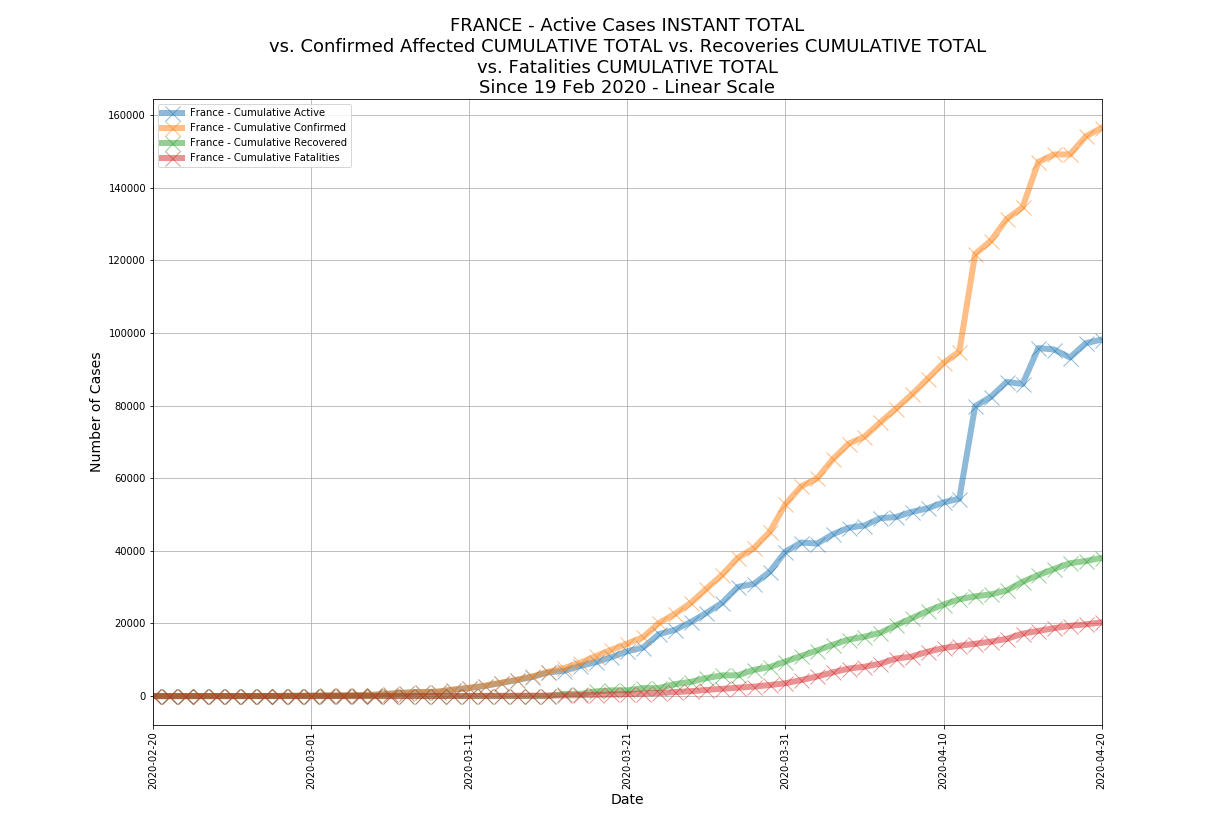 FRANCE - Active Cases INSTANT TOTAL
vs. Confirmed Affected CUMULATIVE TOTAL vs. Recoveries CUMULATIVE TOTAL
vs. Fatalities CUMULATIVE TOTAL
Since 19 Feb 2020 - Linear Scale
France - Cumulative Active
France - Cumulative Confirmed
France - Cumulative Recovered
France - Cumulative Fatalities
Number of Cases
160000
140000
120000
100000
80000
60000
40000
20000
0
2020-02-20
2020-03-01
2020-03-11
2020-03-21
2020-03-31
2020-04-10
2020-04-20
Date